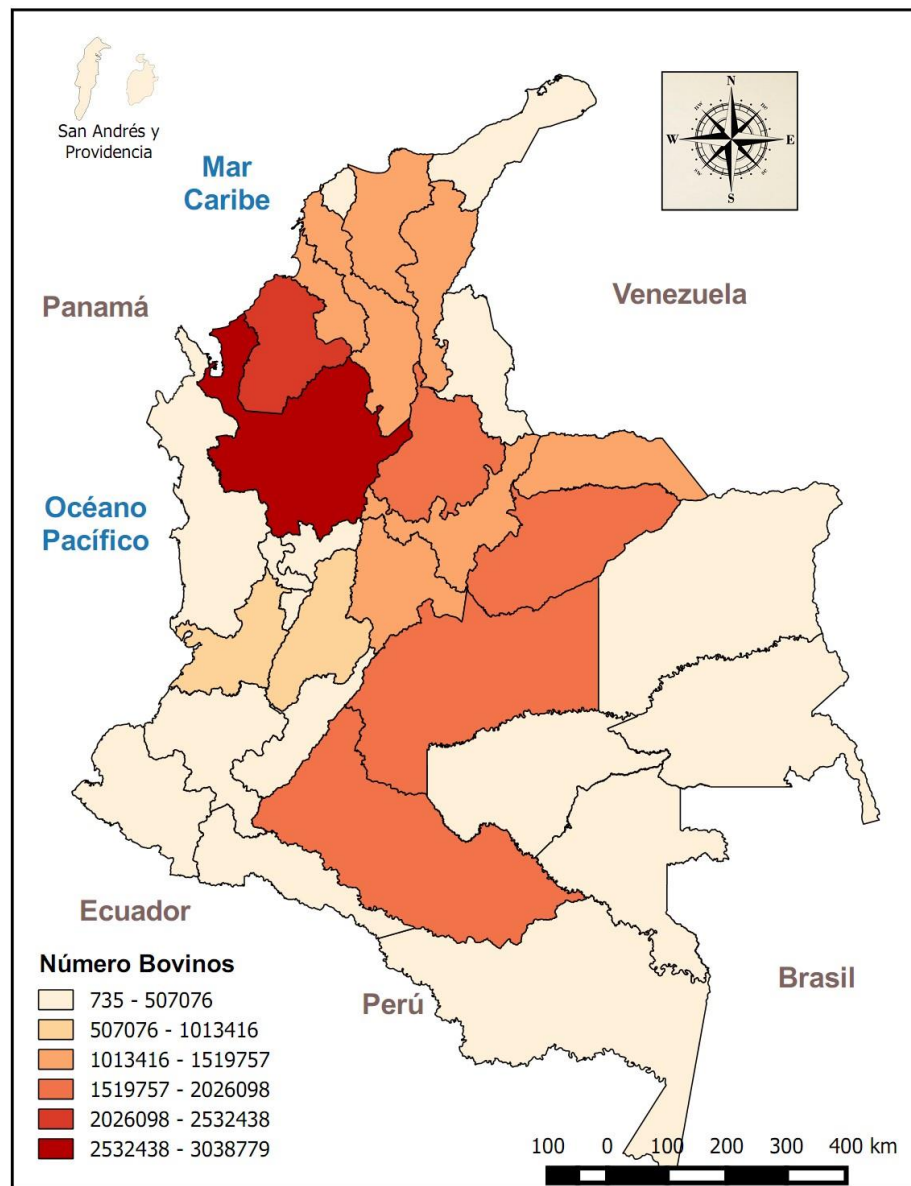 San Andrés y
Providencia
Mar
Caribe
N
W
E
S
Panamá
Venezuela
Océano
Pacífico
Ecuador
Perú
Brasil
Número Bovinos
735 - 507076
507076 - 1013416
1013416 - 1519757
1519757 - 2026098
2026098 - 2532438
2532438 - 3038779
100 0 100 200 300 400 km